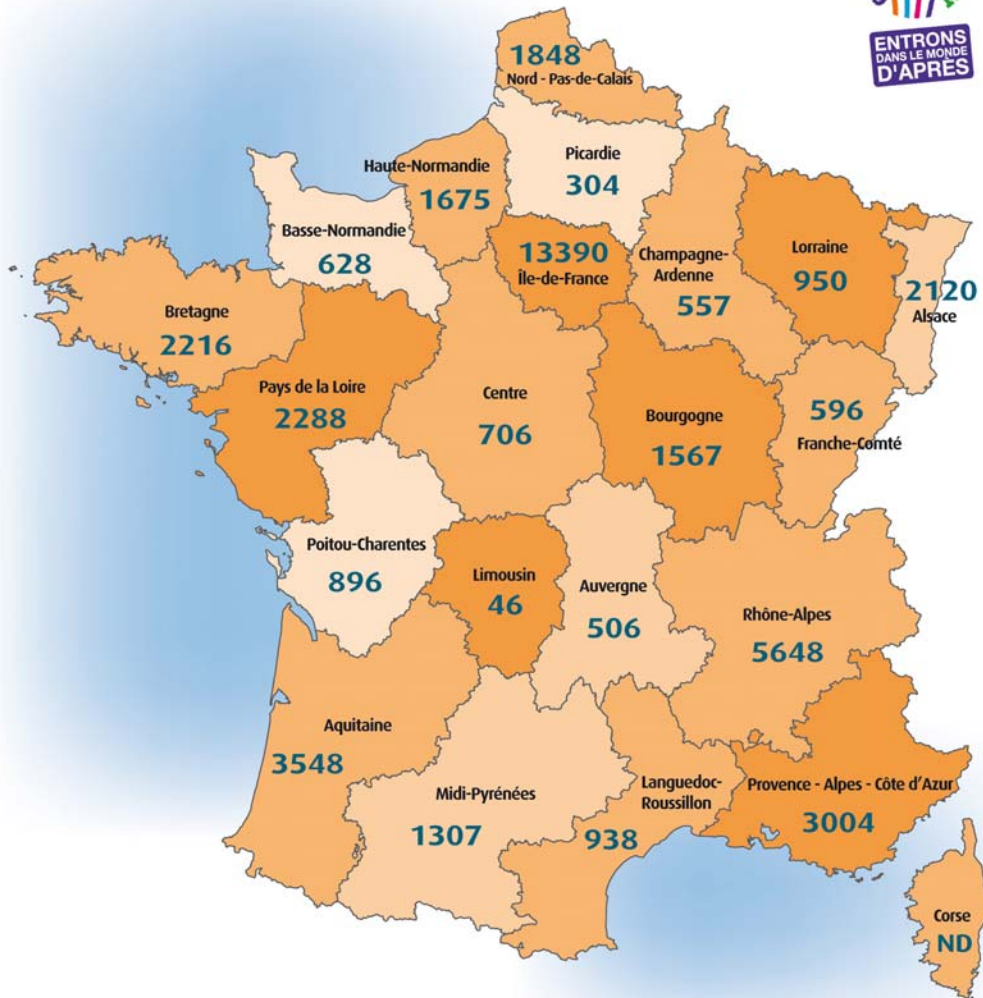 ENTRONS
DANS LE MONDE
D'APRÈS
1848
Nord - Pas-de-Calais
Picardie
304
Haute-Normandie
1675
Basse-Normandie
628
13390
Île-de-France
Champagne-
Ardenne
557
Lorraine
950
2120
Alsace
Bretagne
2216
Pays de la Loire
2288
Centre
706
Bourgogne
1567
596
Franche-Comté
Poitou-Charentes
896
Limousin
46
Auvergne
506
Rhône-Alpes
5648
Aquitaine
3548
Midi-Pyrénées
1307
Languedoc-
Roussillon
938
Provence - Alpes - Côte d'Azur
3004
Corse
ND